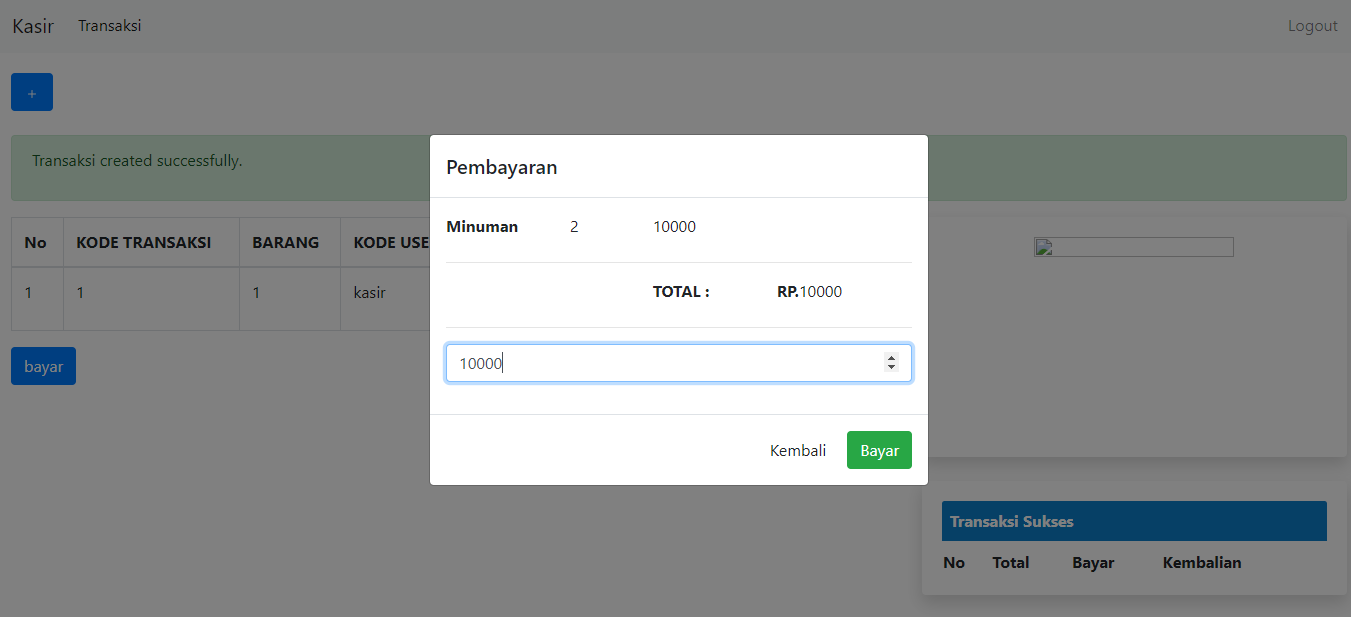 Kasir Transaksi Logout
+
Transaksi created successfully.
No KODE TRANSAKSI BARANG KODE USE
1 1 1 kasir
bayar
Pembayaran
Minuman 2 10000
TOTAL : RP.10000
10000
Kembali Bayar
Transaksi Sukses
No Total Bayar Kembalian